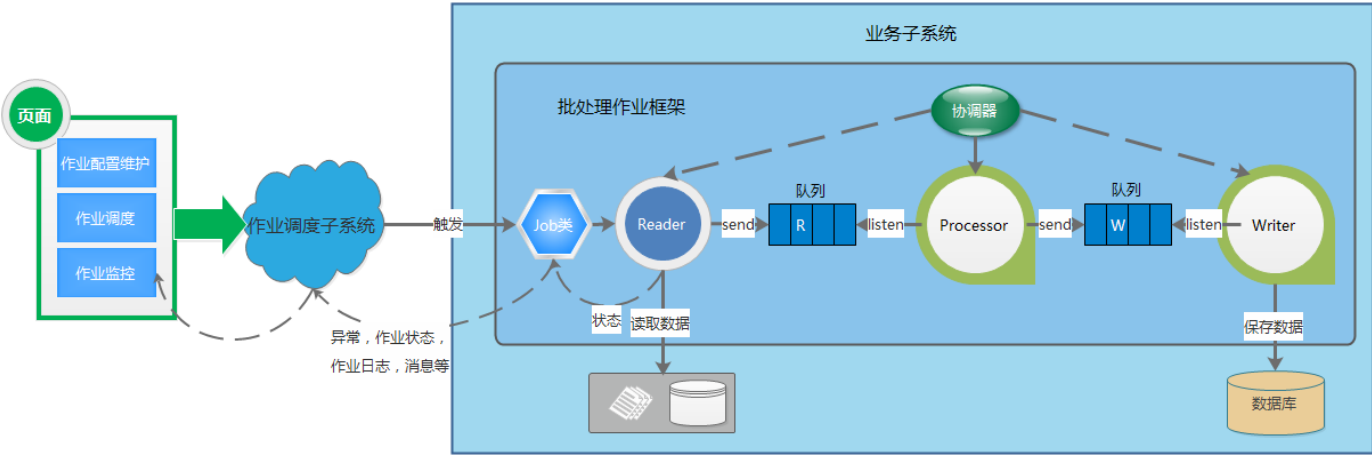 业务子系统
批处理作业框架
协调器
页面
作业配置维护
作业调度
作业监控
作业调度子系统
触发
Job类
Reader
send
队列
R
listen
Processor
send
队列
W
listen
Writer
状态
读取数据
保存数据
异常，作业状态，
作业日志，消息等
数据库